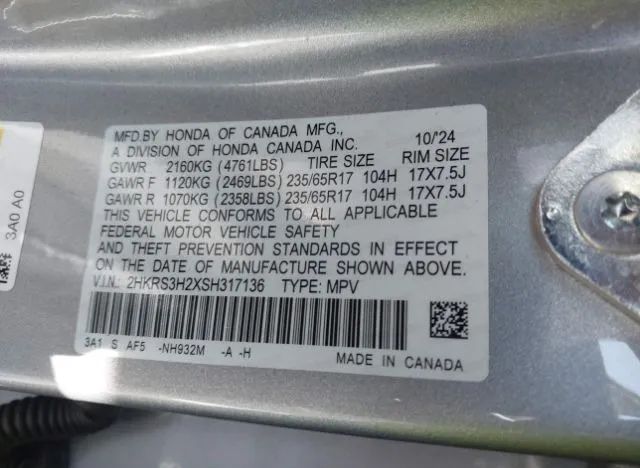 3A0 A0
MFD.BY HONDA OF CANADA MFG., 10/'24
A DIVISION OF HONDA CANADA INC.
GVWR 2160KG (4761LBS) TIRE SIZE RIM SIZE
GAWR F 1120KG (2469LBS) 235/65R17 104H 17X7.5J
GAWR R 1070KG (2358LBS) 235/65R17 104H 17X7.5J
THIS VEHICLE CONFORMS TO ALL APPLICABLE
FEDERAL MOTOR VEHICLE SAFETY
AND THEFT PREVENTION STANDARDS IN EFFECT
ON THE DATE OF MANUFACTURE SHOWN ABOVE.
V.I.N.: 2HKRS3H2XSH317136 TYPE: MPV
3A1 S AF5 -NH932M -A -H
MADE IN CANADA